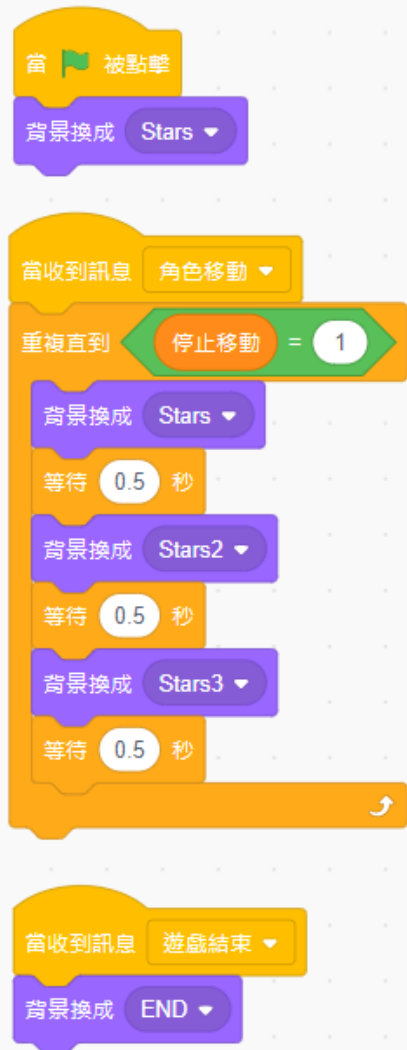 當 被點擊
背景換成 Stars
當收到訊息 角色移動
重複直到 停止移動 = 1
背景換成 Stars
等待 0.5 秒
背景換成 Stars2
等待 0.5 秒
背景換成 Stars3
等待 0.5 秒
當收到訊息 遊戲結束
背景換成 END